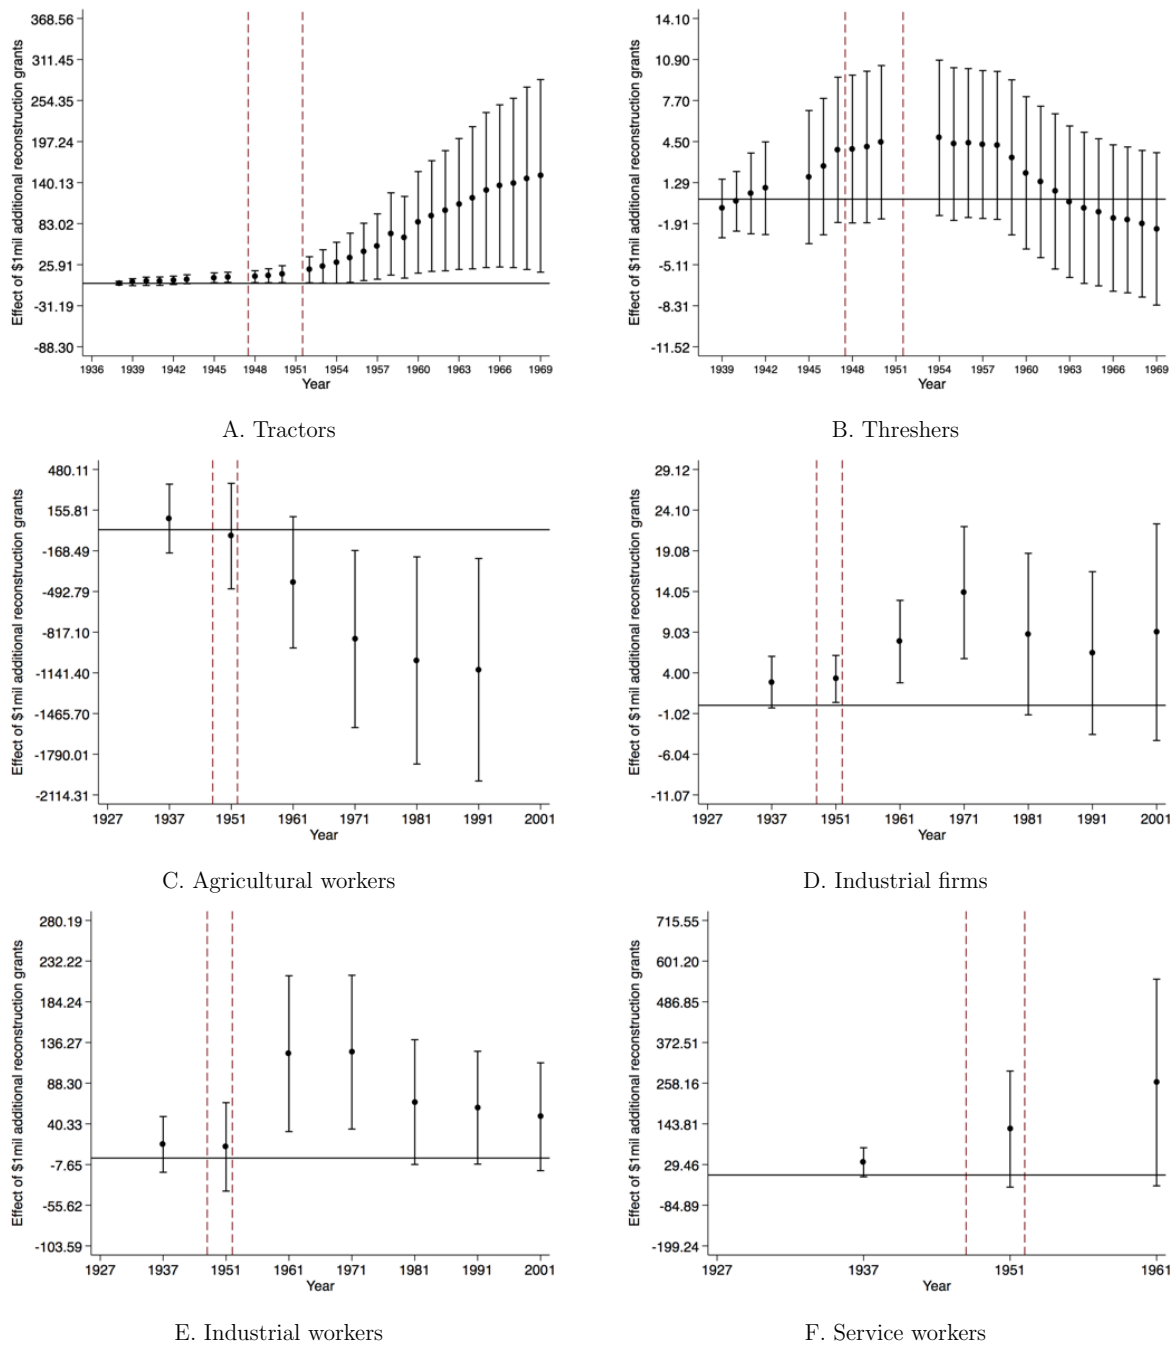 Effect of $1mil additional reconstruction grants
368.56
311.45
254.35
197.24
140.13
83.02
25.91
-31.19
-88.30
1936 1939 1942 1945 1948 1951 1954 1957 1960 1963 1966 1969
Year
A. Tractors
Effect of $1mil additional reconstruction grants
14.10
10.90
7.70
4.50
1.29
-1.91
-5.11
-8.31
-11.52
1939 1942 1945 1948 1951 1954 1957 1960 1963 1966 1969
Year
B. Threshers
Effect of $1mil additional reconstruction grants
480.11
155.81
-168.49
-492.79
-817.10
-1141.40
-1465.70
-1790.01
-2114.31
1927 1937 1951 1961 1971 1981 1991 2001
Year
C. Agricultural workers
Effect of $1mil additional reconstruction grants
29.12
24.10
19.08
14.05
9.03
4.00
-1.02
-6.04
-11.07
1927 1937 1951 1961 1971 1981 1991 2001
Year
D. Industrial firms
Effect of $1mil additional reconstruction grants
280.19
232.22
184.24
136.27
88.30
40.33
-7.65
-55.62
-103.59
1927 1937 1951 1961 1971 1981 1991 2001
Year
E. Industrial workers
Effect of $1mil additional reconstruction grants
715.55
601.20
486.85
372.51
258.16
143.81
29.46
-84.89
-199.24
1927 1937 1951 1961
Year
F. Service workers